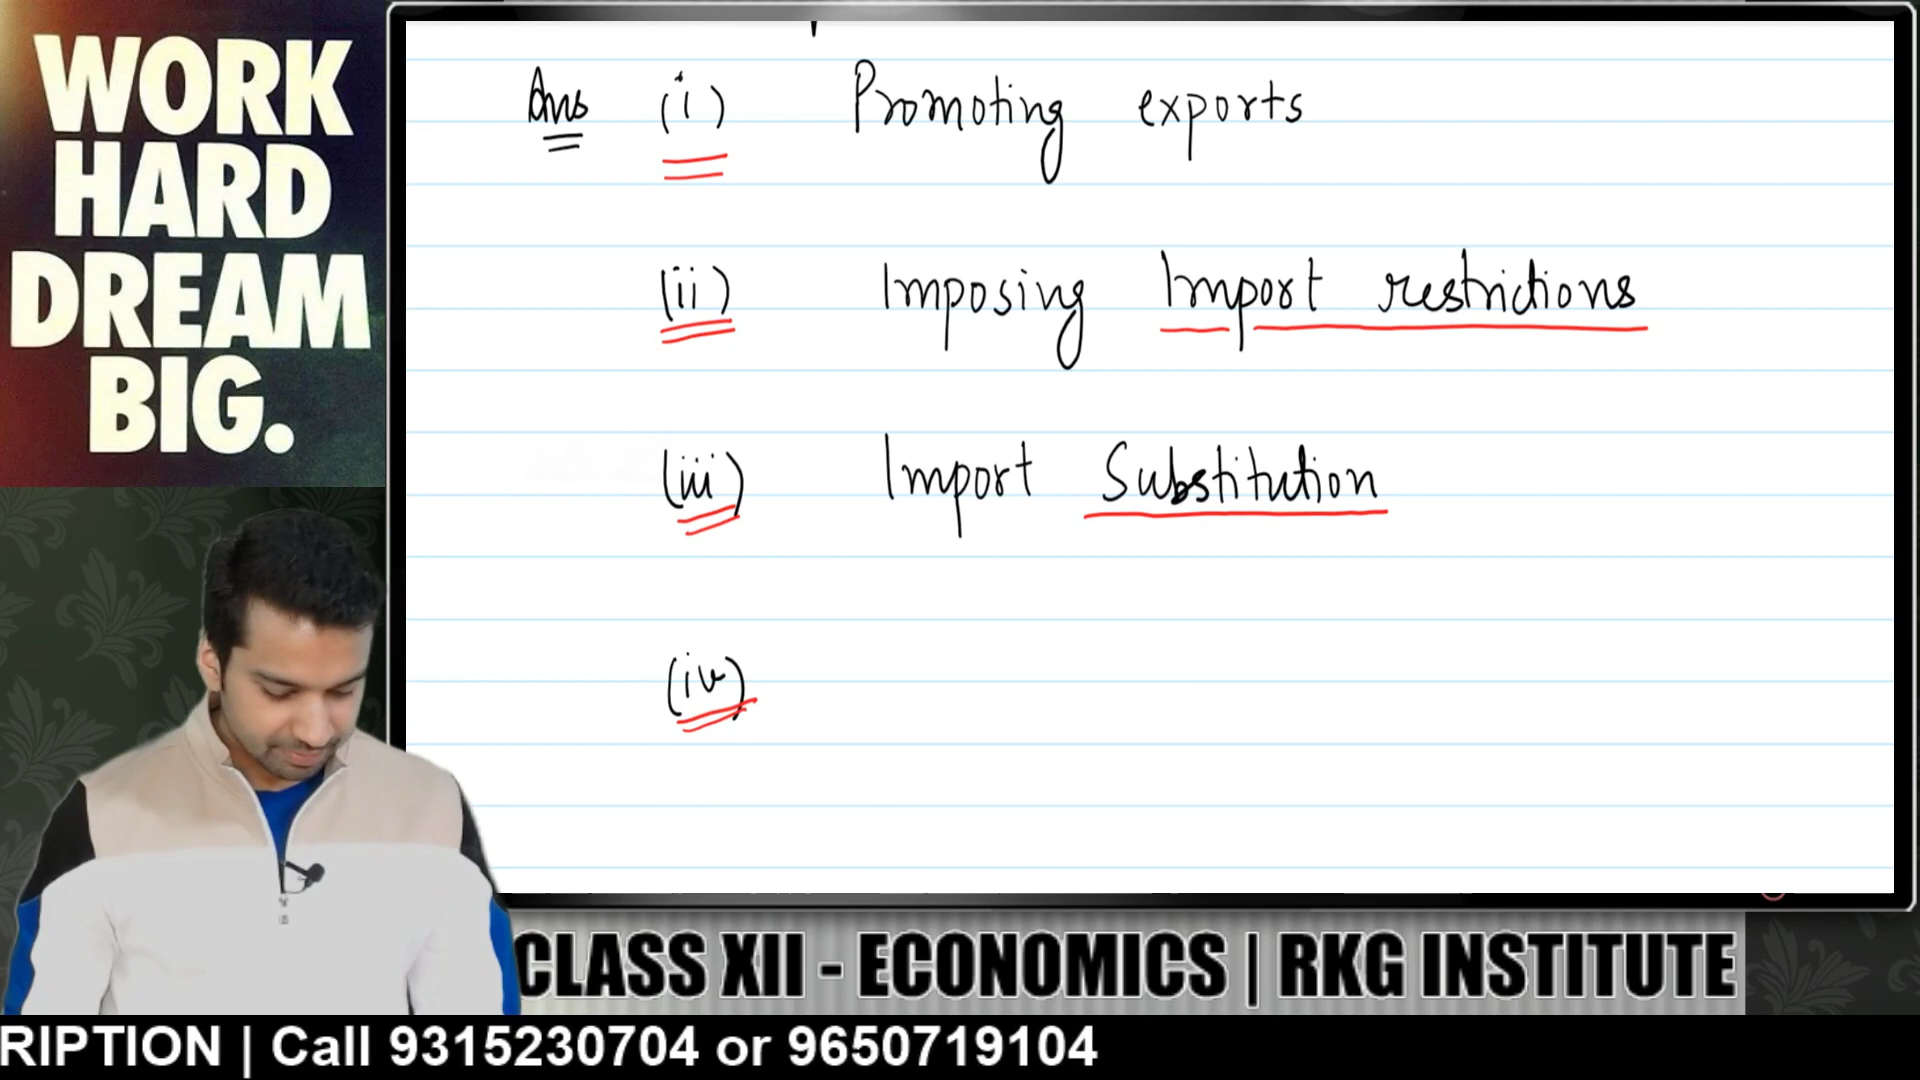 WORK
HARD
DREAM
BIG.
Ans (i) Promoting exports
(ii) Imposing Import restrictions
(iii) Import Substitution
(iv)
CLASS XII - ECONOMICS | RKG INSTITUTE
RIPTION | Call 9315230704 or 9650719104